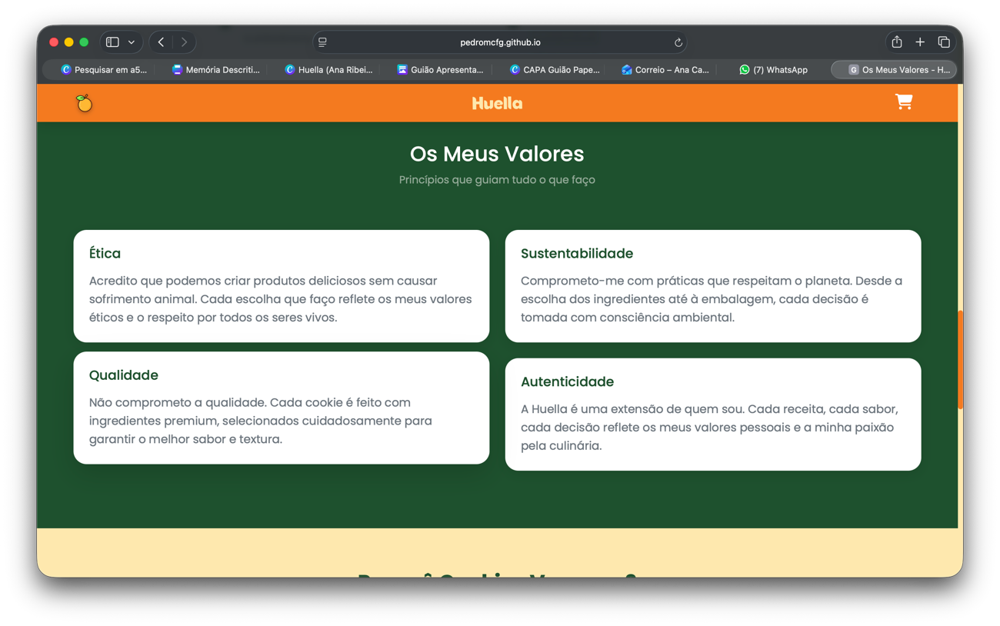 pedromcfg.github.io
Pesquisar em a5...
Memória Descriti...
Huella (Ana Ribei...
Guião Apresenta...
CAPA Guião Pape...
Correio – Ana Ca...
(7) WhatsApp
G Os Meus Valores - H...
Huella
Os Meus Valores
Princípios que guiam tudo o que faço
Ética
Acredito que podemos criar produtos deliciosos sem causar
sofrimento animal. Cada escolha que faço reflete os meus valores
éticos e o respeito por todos os seres vivos.
Sustentabilidade
Comprometo-me com práticas que respeitam o planeta. Desde a
escolha dos ingredientes até à embalagem, cada decisão é
tomada com consciência ambiental.
Qualidade
Não comprometo a qualidade. Cada cookie é feito com
ingredientes premium, selecionados cuidadosamente para
garantir o melhor sabor e textura.
Autenticidade
A Huella é uma extensão de quem sou. Cada receita, cada sabor,
cada decisão reflete os meus valores pessoais e a minha paixão
pela culinária.